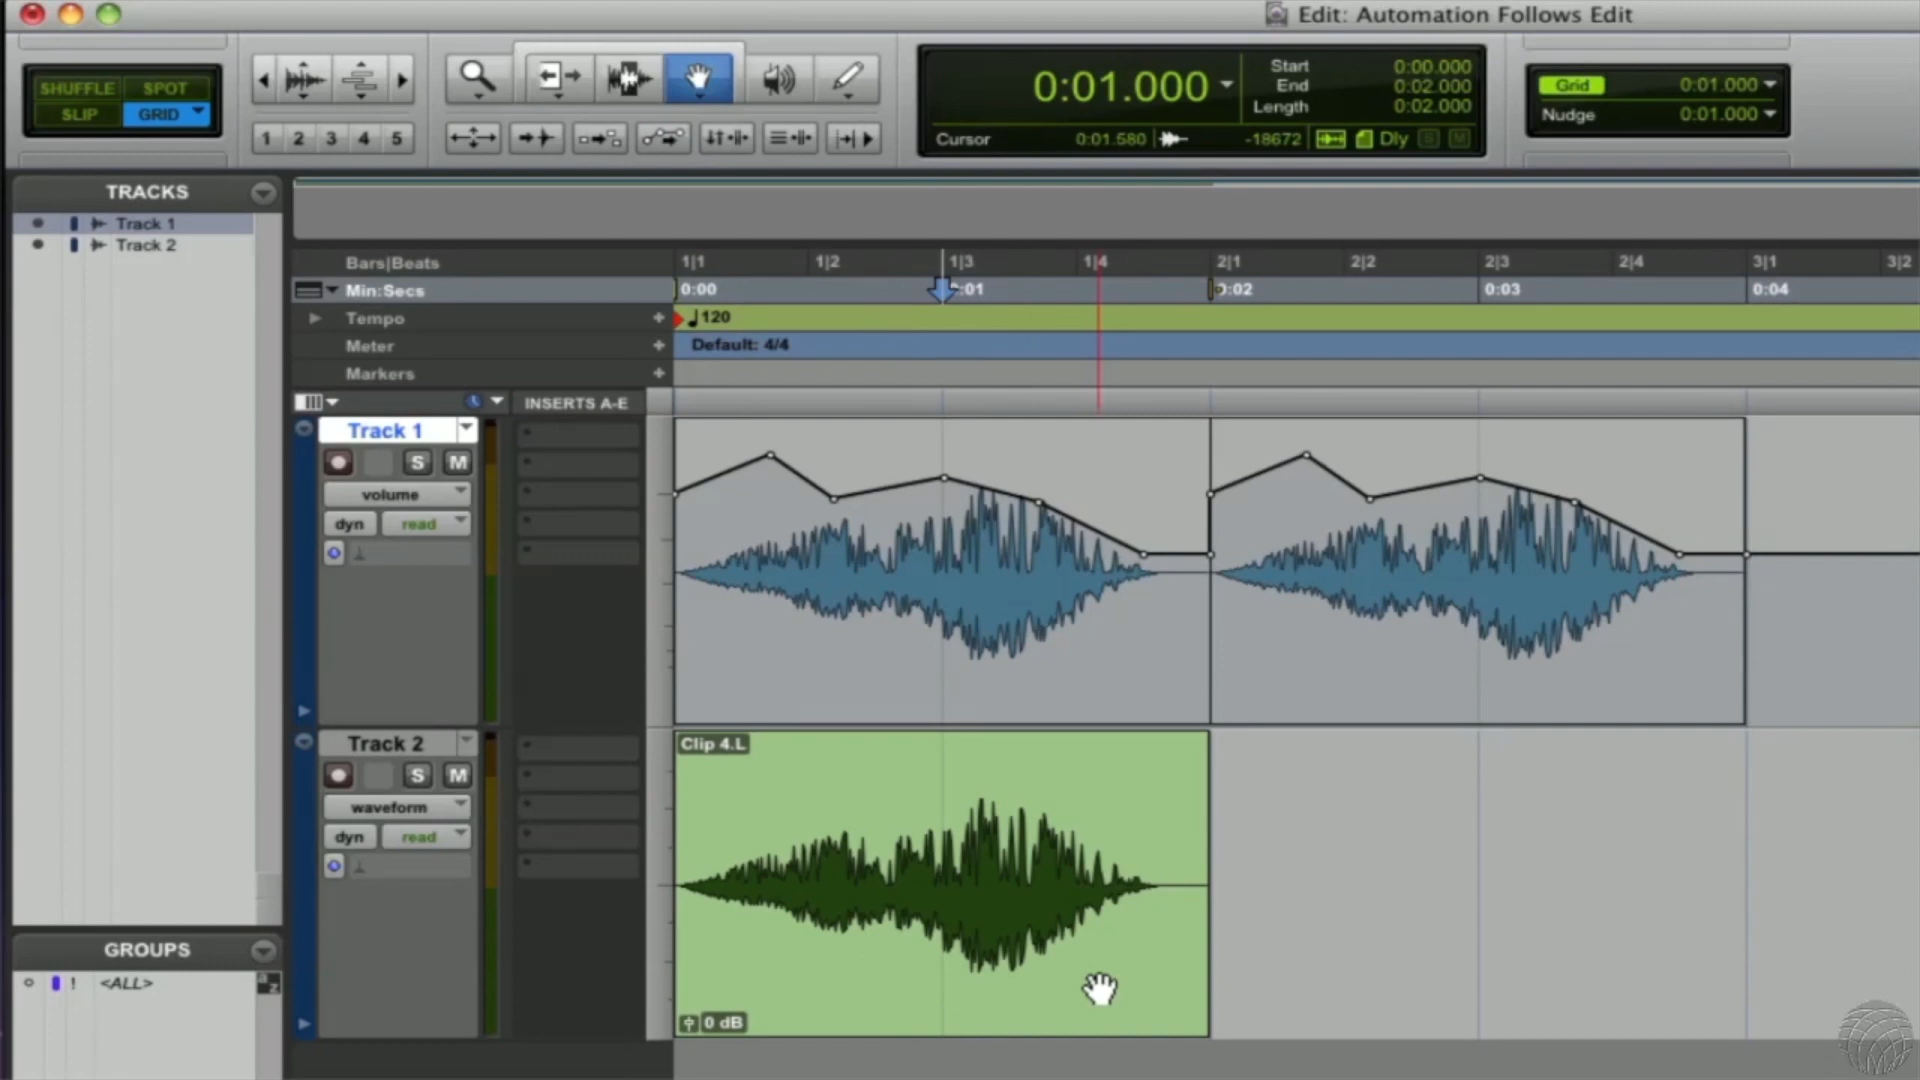 Edit: Automation Follows Edit
SHUFFLE SPOT
SLIP GRID
1 2 3 4 5
0:01.000
Start 0:00.000
End 0:02.000
Length 0:02.000
Cursor 0:01.580 -18672 Dly S M
Grid 0:01.000
Nudge 0:01.000
TRACKS
Track 1
Track 2
Bars|Beats 1|1 1|2 1|3 1|4 2|1 2|2 2|3 2|4 3|1 3|2
Min:Secs 0:00 0:01 0:02 0:03 0:04
Tempo + 120
Meter + Default: 4/4
Markers +
INSERTS A-E
Track 1
S M
volume
dyn read
Track 2
S M
waveform
dyn read
Clip 4.L
0 dB
GROUPS
! <ALL>
a z